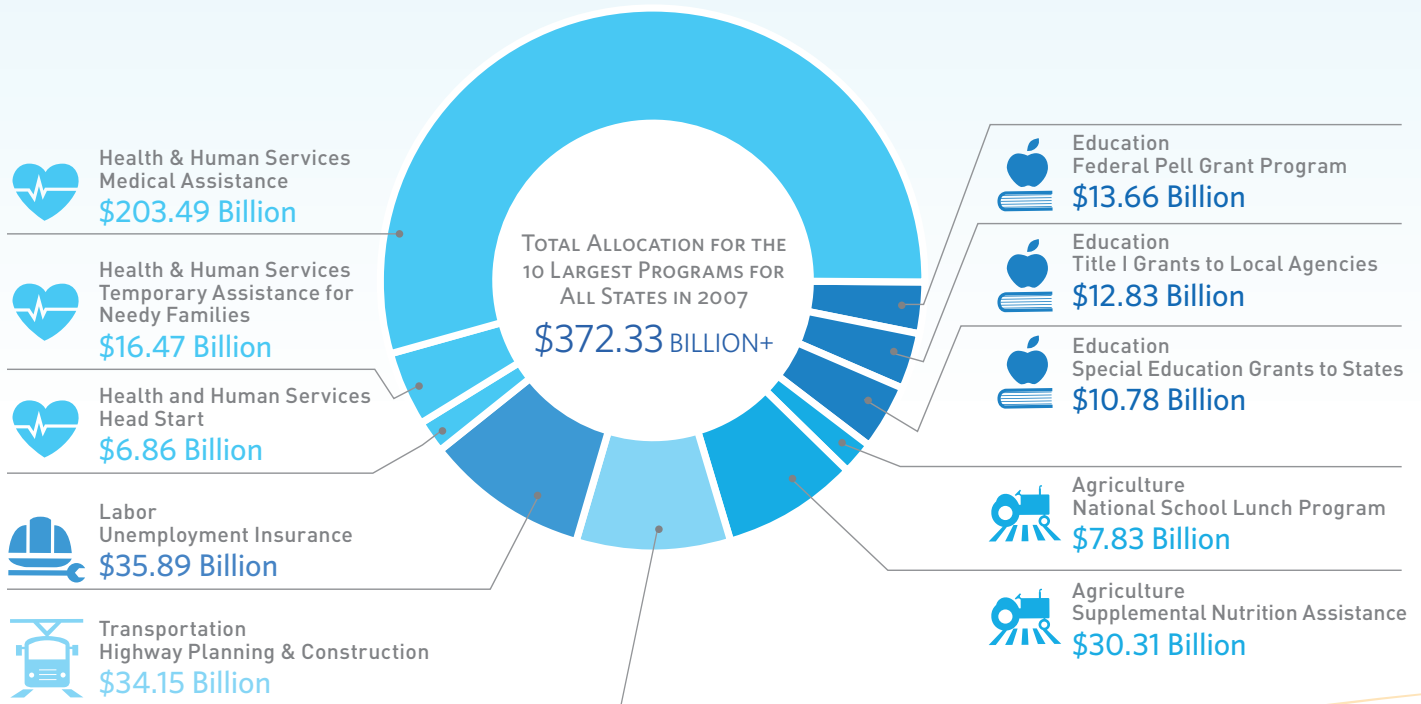 Health & Human Services
Medical Assistance
$203.49 Billion
Health & Human Services
Temporary Assistance for
Needy Families
$16.47 Billion
Health and Human Services
Head Start
$6.86 Billion
Labor
Unemployment Insurance
$35.89 Billion
Transportation
Highway Planning & Construction
$34.15 Billion
Total Allocation for the
10 Largest Programs for
All States in 2007
$372.33 BILLION+
Education
Federal Pell Grant Program
$13.66 Billion
Education
Title I Grants to Local Agencies
$12.83 Billion
Education
Special Education Grants to States
$10.78 Billion
Agriculture
National School Lunch Program
$7.83 Billion
Agriculture
Supplemental Nutrition Assistance
$30.31 Billion